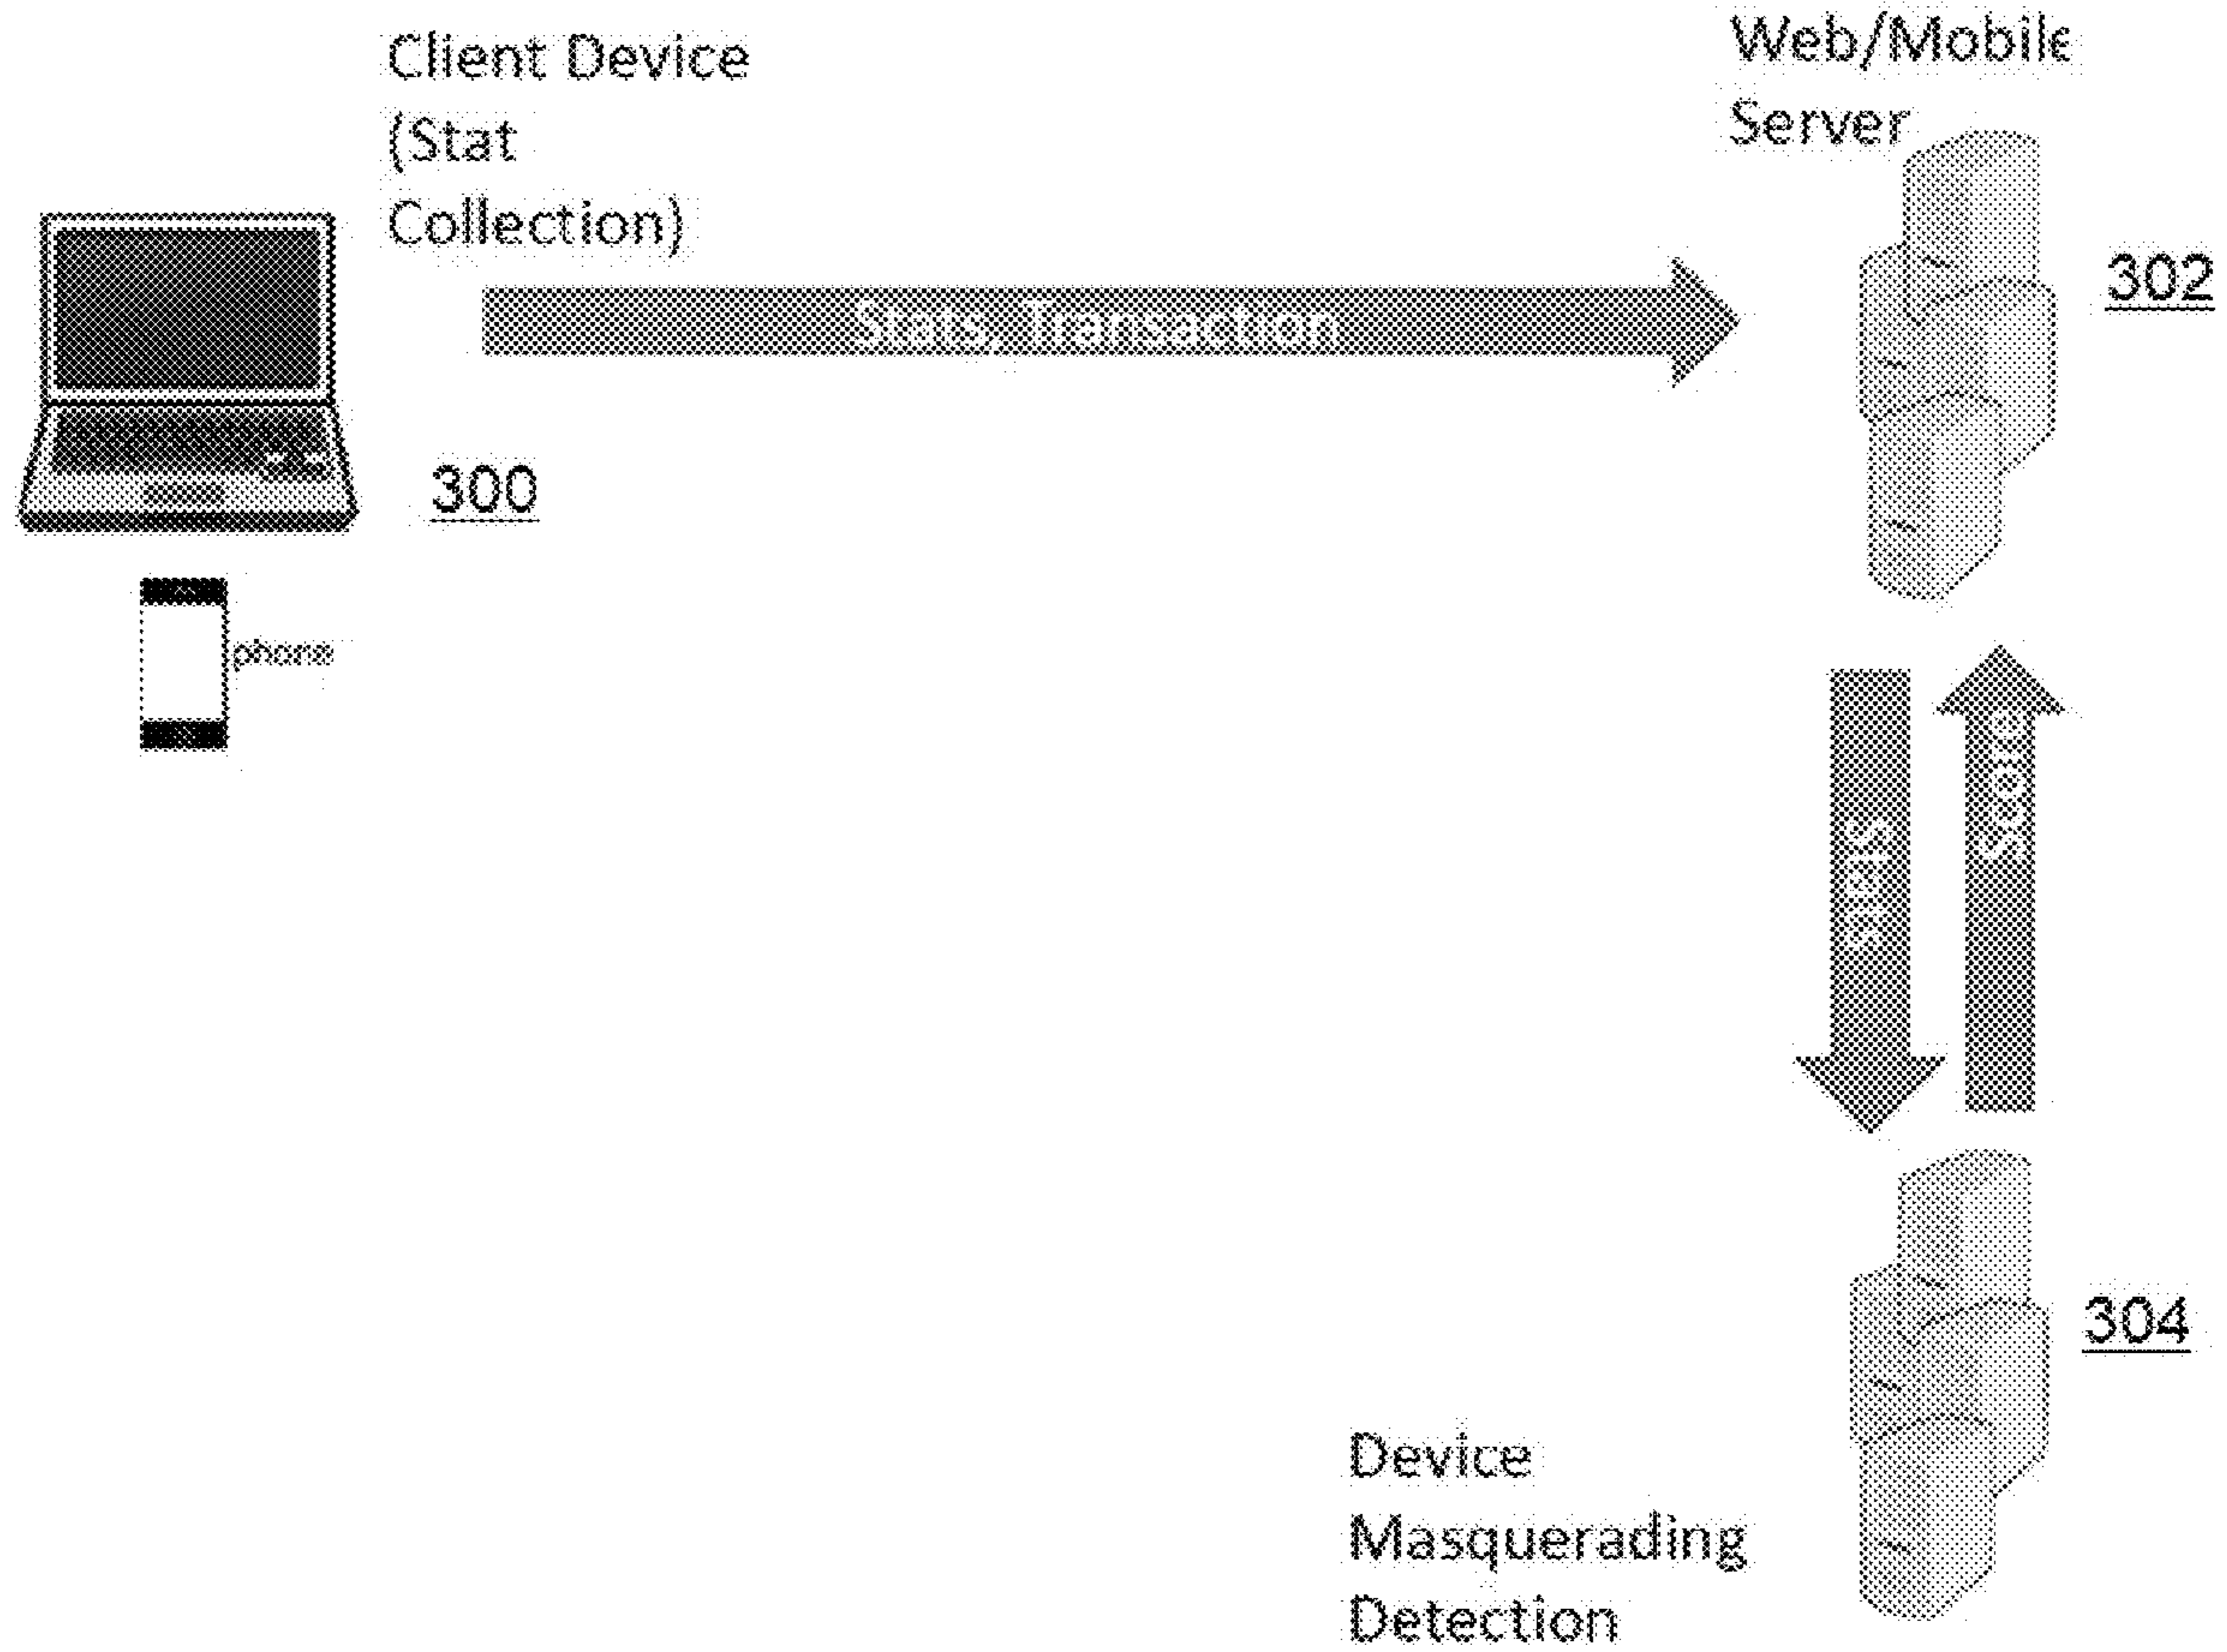 Client Device
(Stat
Collection)
Web/Mobile
Server
302
Stats, Transaction
300
phone
Stats
Score
304
Device
Masquerading
Detection